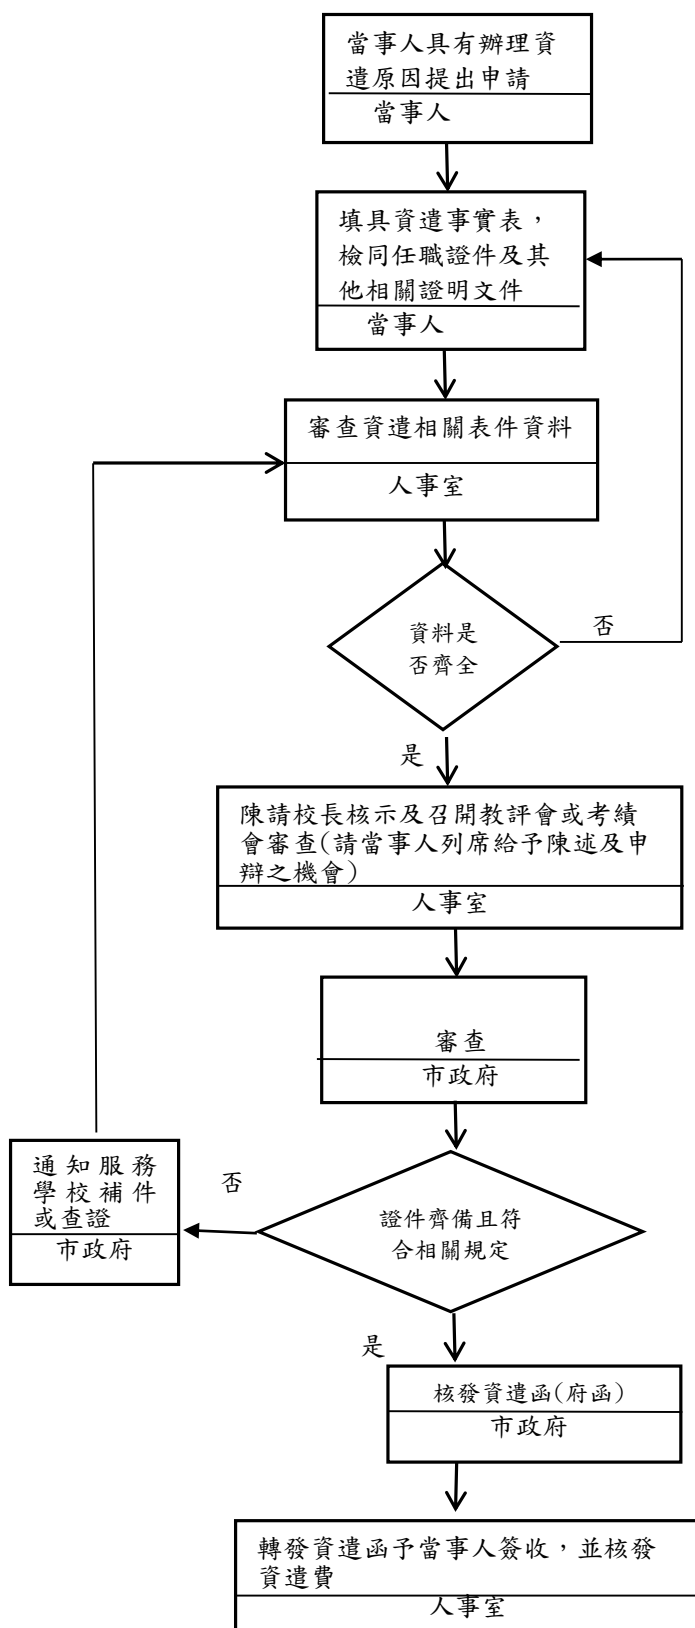 當事人具有辦理資
遣原因提出申請
當事人
填具資遣事實表，
檢同任職證件及其
他相關證明文件
當事人
審查資遣相關表件資料
人事室
資料是
否齊全
否
是
陳請校長核示及召開教評會或考績
會審查(請當事人列席給予陳述及申
辯之機會)
人事室
審查
市政府
通知服務
學校補件
或查證
市政府
否
證件齊備且符
合相關規定
是
核發資遣函(府函)
市政府
轉發資遣函予當事人簽收，並核發
資遣費
人事室